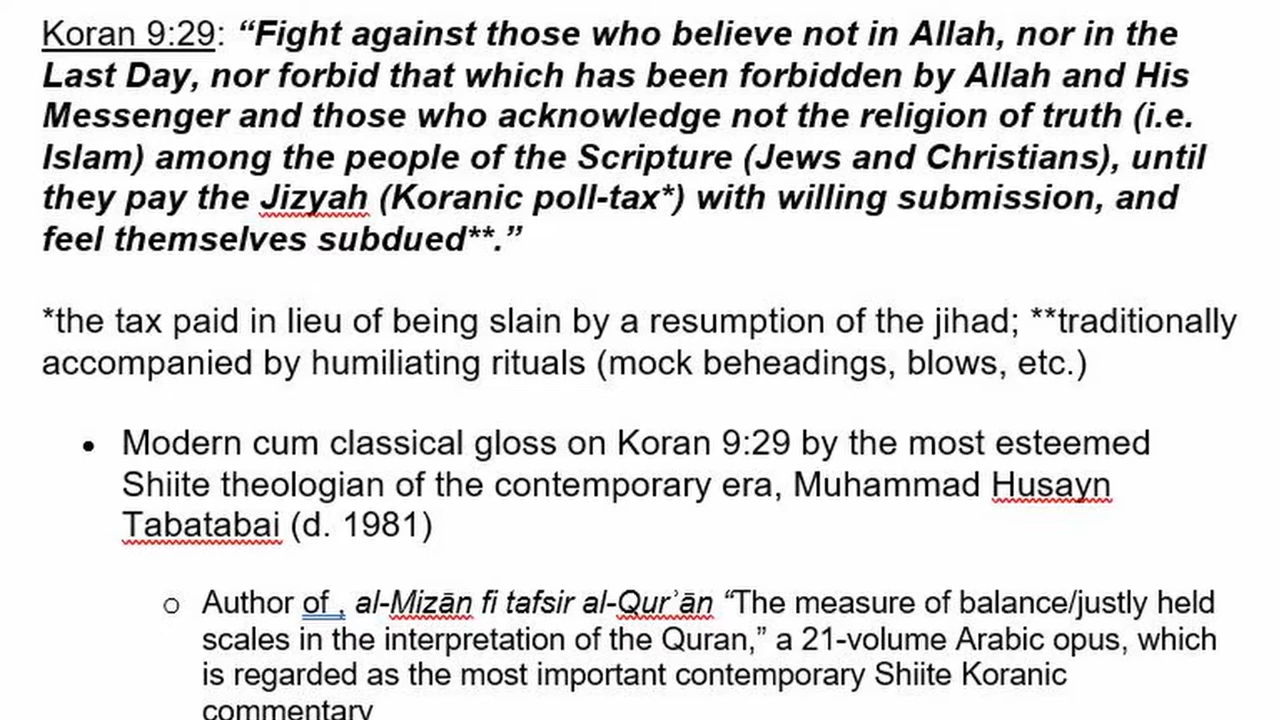 Koran 9:29: “Fight against those who believe not in Allah, nor in the
Last Day, nor forbid that which has been forbidden by Allah and His
Messenger and those who acknowledge not the religion of truth (i.e.
Islam) among the people of the Scripture (Jews and Christians), until
they pay the Jizyah (Koranic poll-tax*) with willing submission, and
feel themselves subdued**.”
*the tax paid in lieu of being slain by a resumption of the jihad; **traditionally
accompanied by humiliating rituals (mock beheadings, blows, etc.)
• Modern cum classical gloss on Koran 9:29 by the most esteemed
Shiite theologian of the contemporary era, Muhammad Husayn
Tabatabai (d. 1981)
o Author of , al-Mizān fi tafsir al-Qurʾān “The measure of balance/justly held
scales in the interpretation of the Quran,” a 21-volume Arabic opus, which
is regarded as the most important contemporary Shiite Koranic
commentary